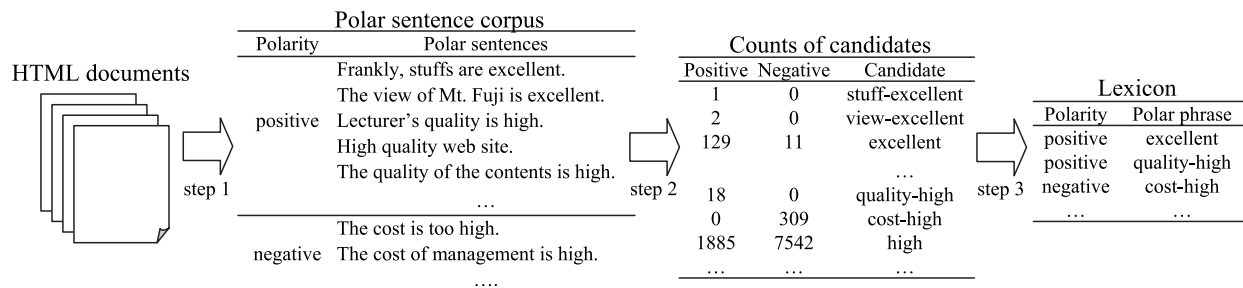 HTML documents
step 1
Polar sentence corpus
Polarity Polar sentences
Frankly, stuffs are excellent.
The view of Mt. Fuji is excellent.
positive Lecturer's quality is high.
High quality web site.
The quality of the contents is high.
…
The cost is too high.
negative The cost of management is high.
….
step 2
Counts of candidates
Positive Negative Candidate
1 0 stuff-excellent
2 0 view-excellent
129 11 excellent
…
18 0 quality-high
0 309 cost-high
1885 7542 high
… … …
step 3
Lexicon
Polarity Polar phrase
positive excellent
positive quality-high
negative cost-high
… …